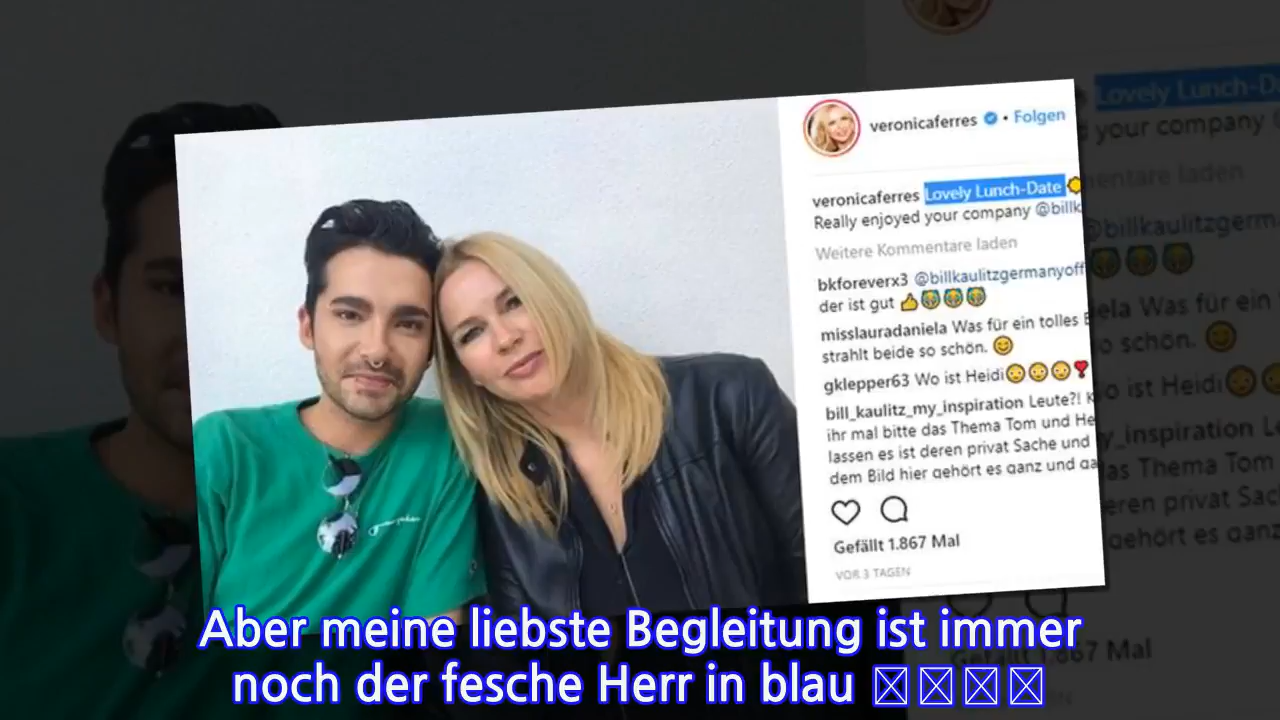 veronicaferres • Folgen
veronicaferres Lovely Lunch-Date
Really enjoyed your company @billk
Weitere Kommentare laden
bkforeverx3 @billkaulitzgermanyoff
der ist gut 👍
misslauradaniela Was für ein tolles
strahlt beide so schön. 😊
gklepper63 Wo ist Heidi😳😳😳❣
bill_kaulitz_my_inspiration Leute?! K
ihr mal bitte das Thema Tom und He
lassen es ist deren privat Sache und
dem Bild hier gehört es ganz und ga
Gefällt 1.867 Mal
VOR 3 TAGEN
Aber meine liebste Begleitung ist immer
noch der fesche Herr in blau